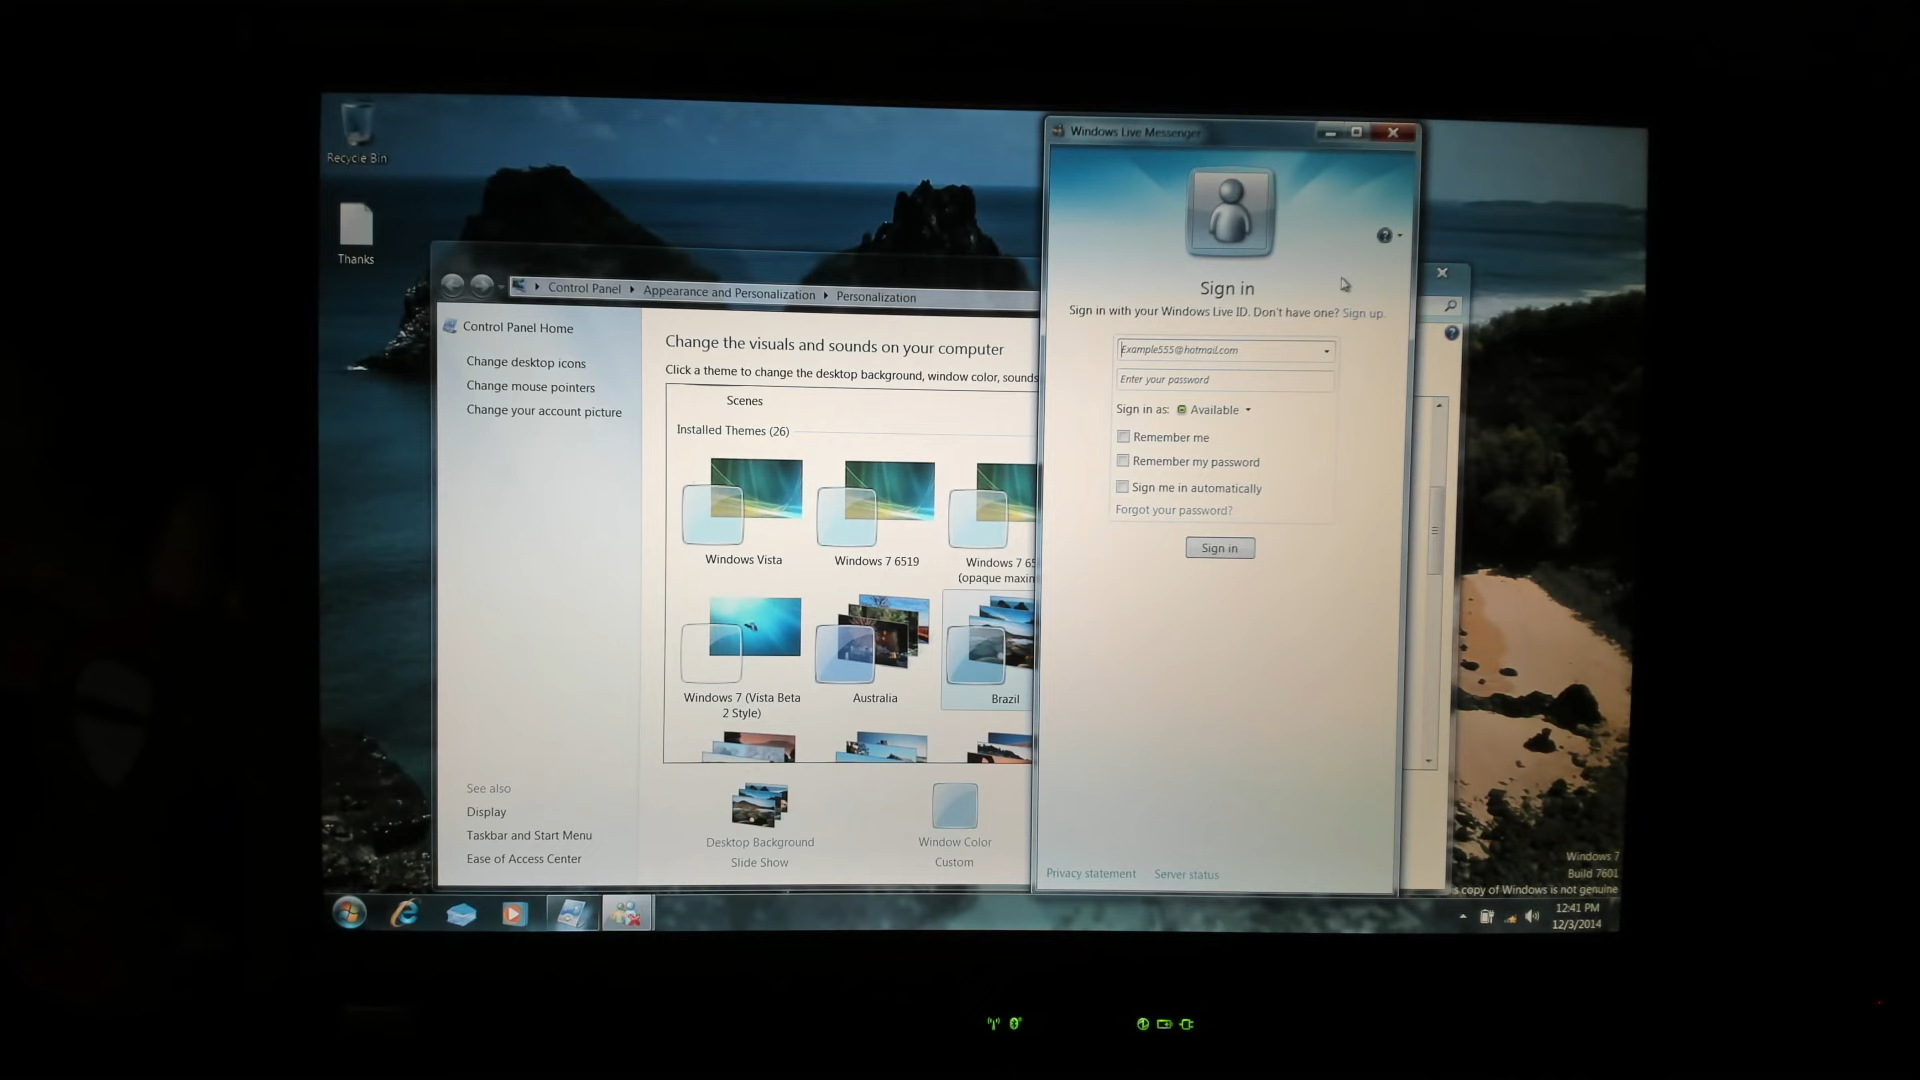 Recycle Bin
Thanks
Control Panel
Appearance and Personalization
Personalization
Control Panel Home
Change desktop icons
Change mouse pointers
Change your account picture
See also
Display
Taskbar and Start Menu
Ease of Access Center
Change the visuals and sounds on your computer
Click a theme to change the desktop background, window color, sounds
Scenes
Installed Themes (26)
Windows Vista
Windows 7 6519
Windows 7 65
(opaque maxin
Windows 7 (Vista Beta
2 Style)
Australia
Brazil
Desktop Background
Slide Show
Window Color
Custom
Windows Live Messenger
Sign in
Sign in with your Windows Live ID. Don't have one? Sign up.
Example555@hotmail.com
Enter your password
Sign in as: Available
Remember me
Remember my password
Sign me in automatically
Forgot your password?
Sign in
Privacy statement
Server status
Windows 7
Build 7601
s copy of Windows is not genuine
12:41 PM
12/3/2014